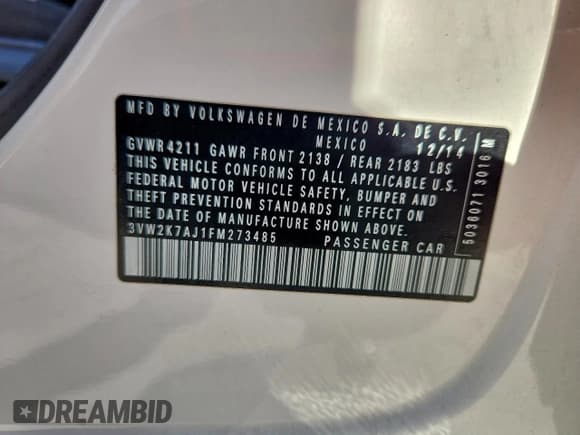 MFD BY VOLKSWAGEN DE MEXICO S.A. DE C.V.
MEXICO 12/14
GVWR 4211 GAWR FRONT 2138 / REAR 2183 LBS
THIS VEHICLE CONFORMS TO ALL APPLICABLE U.S.
FEDERAL MOTOR VEHICLE SAFETY, BUMPER AND
THEFT PREVENTION STANDARDS IN EFFECT ON
THE DATE OF MANUFACTURE SHOWN ABOVE.
3VW2K7AJ1FM273485 PASSENGER CAR
5036071 3016 M
DREAMBID